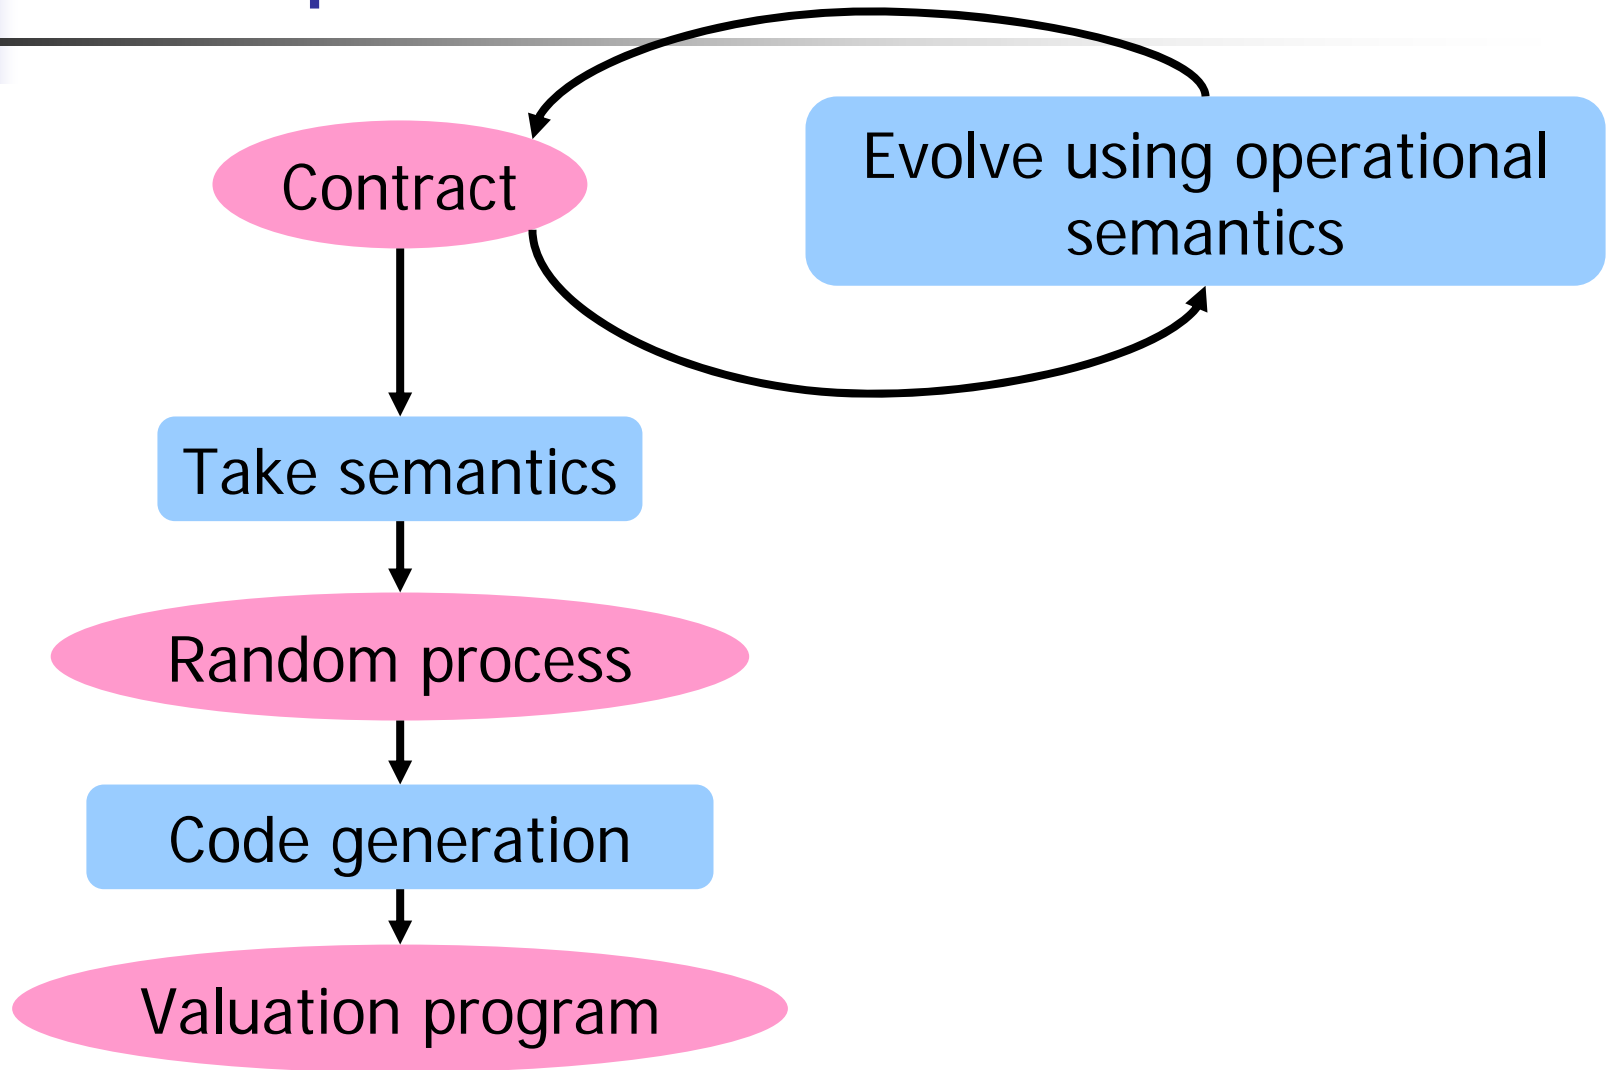 Contract
Evolve using operational
semantics
Take semantics
Random process
Code generation
Valuation program